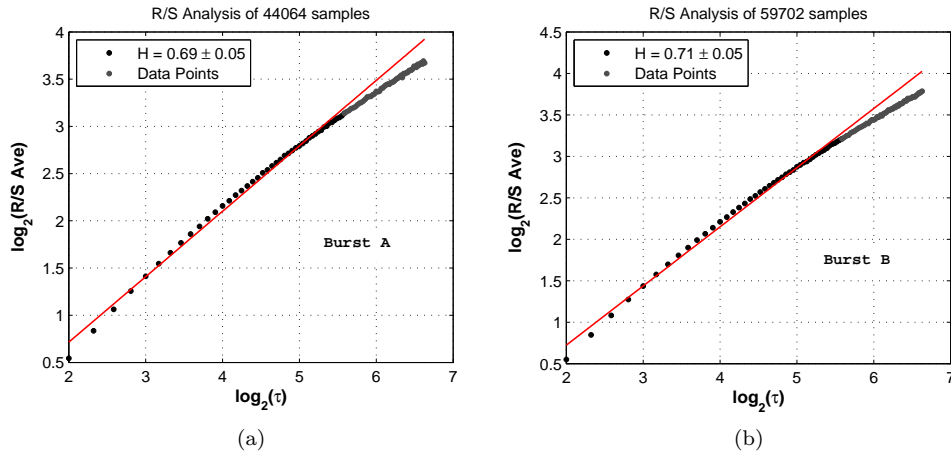 R/S Analysis of 44064 samples
4
3.5
3
2.5
2
1.5
1
0.5
2 3 4 5 6 7
log2(R/S Ave)
log2(τ)
H = 0.69 ± 0.05
Data Points
Burst A
(a)
R/S Analysis of 59702 samples
4.5
4
3.5
3
2.5
2
1.5
1
0.5
2 3 4 5 6 7
log2(R/S Ave)
log2(τ)
H = 0.71 ± 0.05
Data Points
Burst B
(b)